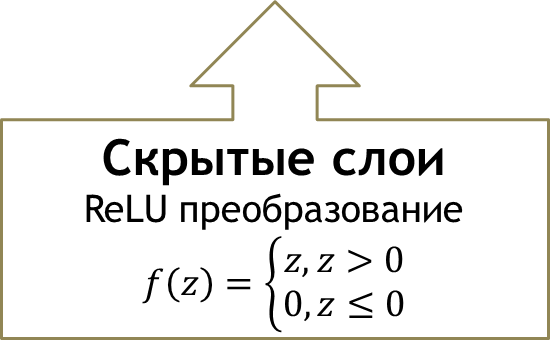 Скрытые слои
ReLU преобразование
f(z) = {z, z > 0
0, z ≤ 0